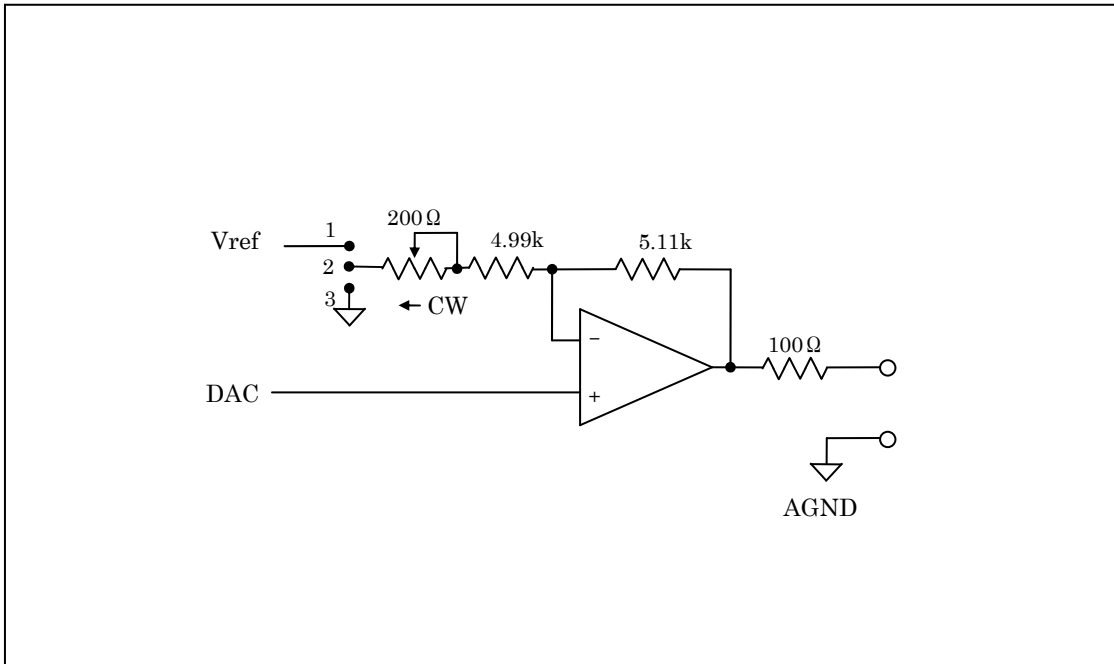 200Ω
1
4.99k
5.11k
Vref
2
3
CW
−
100Ω
DAC
+
AGND